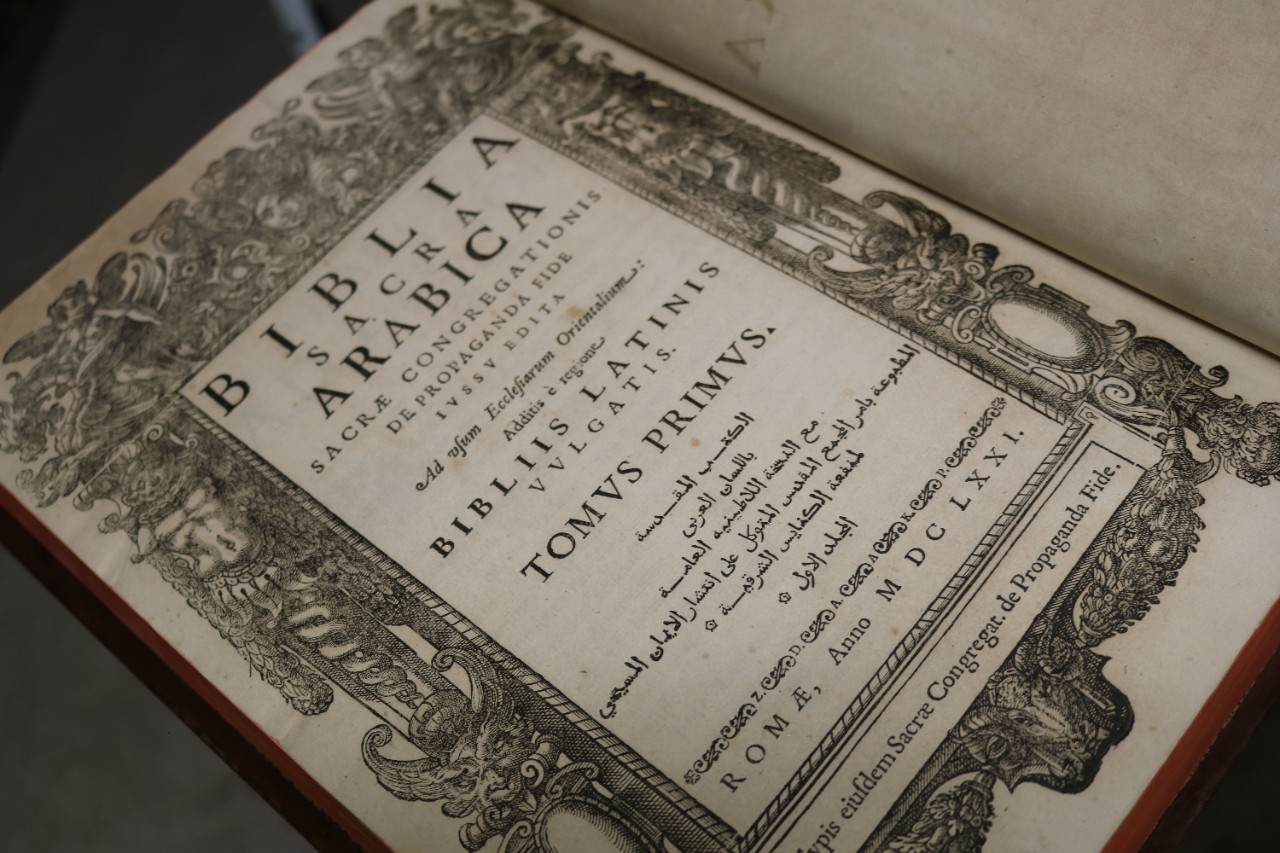 BIBLIA
SACRA
ARABICA
SACRÆ CONGREGATIONIS
DE PROPAGANDA FIDE
IVSSV EDITA
Ad vſum Eccleſiarum Orientalium:
Additis è regione
BIBLIIS LATINIS
VVLGATIS.
TOMVS PRIMVS.
الكتب المقدسة
باللسان العربي
مع النسخة اللاطينية العامة
المطبوعة بامر المجمع المقدس المتوكل على انتشار الايمان المسيحي
لمنفعة الكنايس الشرقية
المجلد الاول
Z. D. A. A. K. P.
ROMÆ, Anno MDCLXXI.
Typis eiuſdem Sacræ Congregat. de Propaganda Fide.